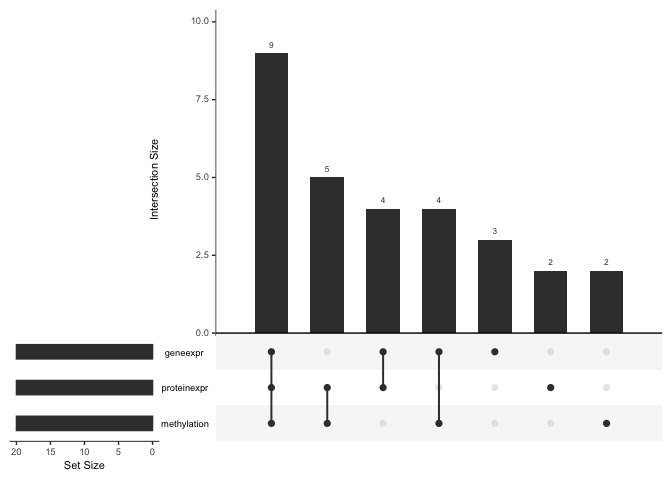 10.0
9
7.5
Intersection Size
5
5.0
4
4
3
2.5
2
2
0.0
geneexpr
proteinexpr
methylation
20 15 10 5 0
Set Size